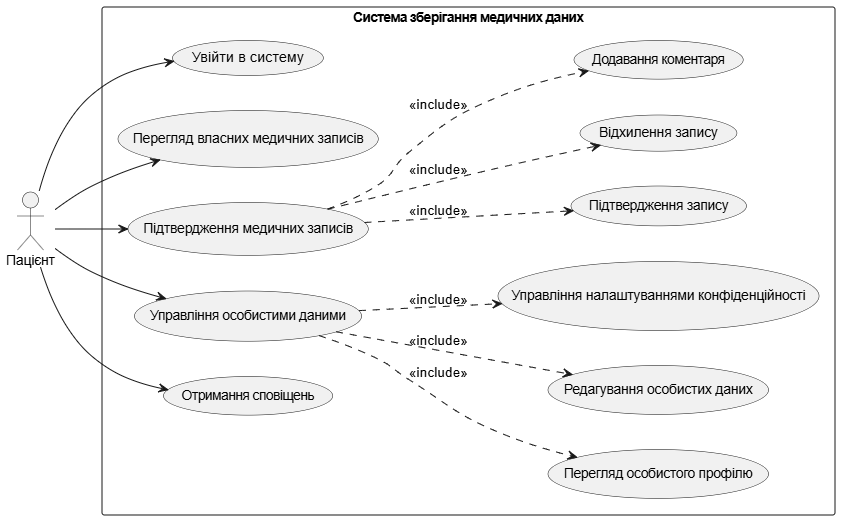 Система зберігання медичних даних
Увійти в систему
Додавання коментаря
«include»
Перегляд власних медичних записів
Відхилення запису
«include»
Підтвердження медичних записів
«include»
Підтвердження запису
Пацієнт
Управління особистими даними
«include»
Управління налаштуваннями конфіденційності
«include»
«include»
Отримання сповіщень
Редагування особистих даних
Перегляд особистого профілю